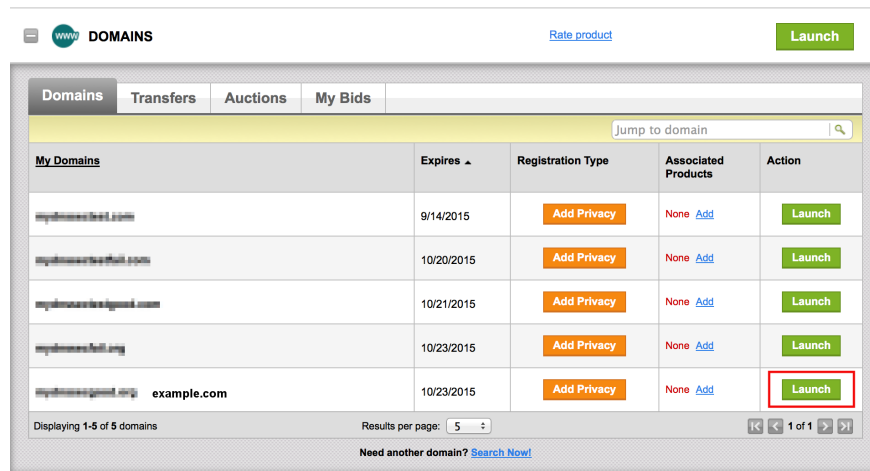 www DOMAINS Rate product Launch
Domains Transfers Auctions My Bids
Jump to domain
My Domains Expires Registration Type Associated Products Action
9/14/2015 Add Privacy None Add Launch
10/20/2015 Add Privacy None Add Launch
10/21/2015 Add Privacy None Add Launch
10/23/2015 Add Privacy None Add Launch
example.com 10/23/2015 Add Privacy None Add Launch
Displaying 1-5 of 5 domains Results per page: 5 1 of 1
Need another domain? Search Now!